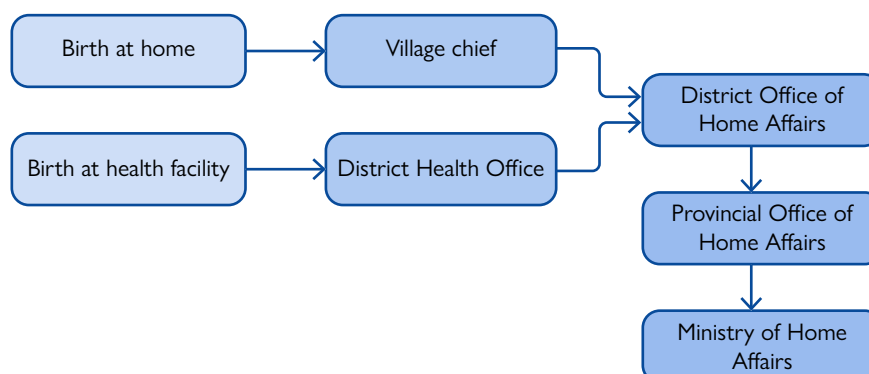 Birth at home
Village chief
District Office of
Home Affairs
Birth at health facility
District Health Office
Provincial Office of
Home Affairs
Ministry of Home
Affairs